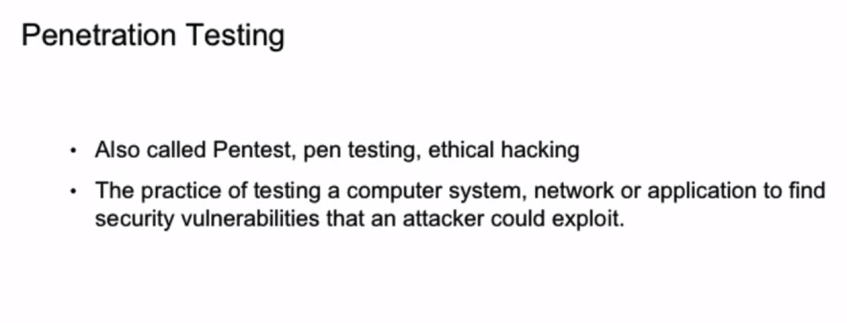 Penetration Testing
• Also called Pentest, pen testing, ethical hacking
• The practice of testing a computer system, network or application to find
security vulnerabilities that an attacker could exploit.